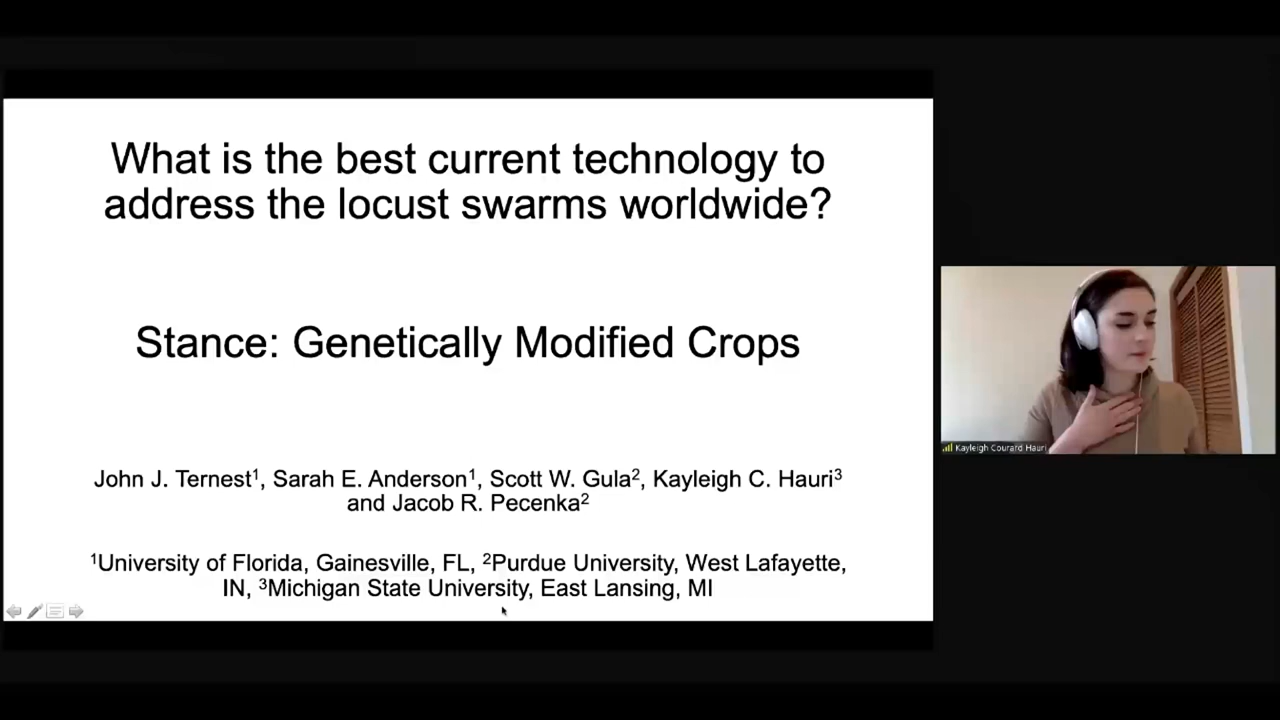 What is the best current technology to
address the locust swarms worldwide?
Stance: Genetically Modified Crops
John J. Ternest¹, Sarah E. Anderson¹, Scott W. Gula², Kayleigh C. Hauri³
and Jacob R. Pecenka²
¹University of Florida, Gainesville, FL, ²Purdue University, West Lafayette,
IN, ³Michigan State University, East Lansing, MI
Kayleigh Courard Hauri